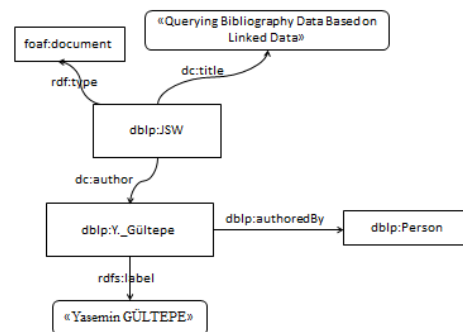 «Querying Bibliography Data Based on
Linked Data»
foaf:document
dc:title
rdf:type
dblp:JSW
dc:author
dblp:authoredBy
dblp:Y._Gültepe
dblp:Person
rdfs:label
«Yasemin GÜLTEPE»